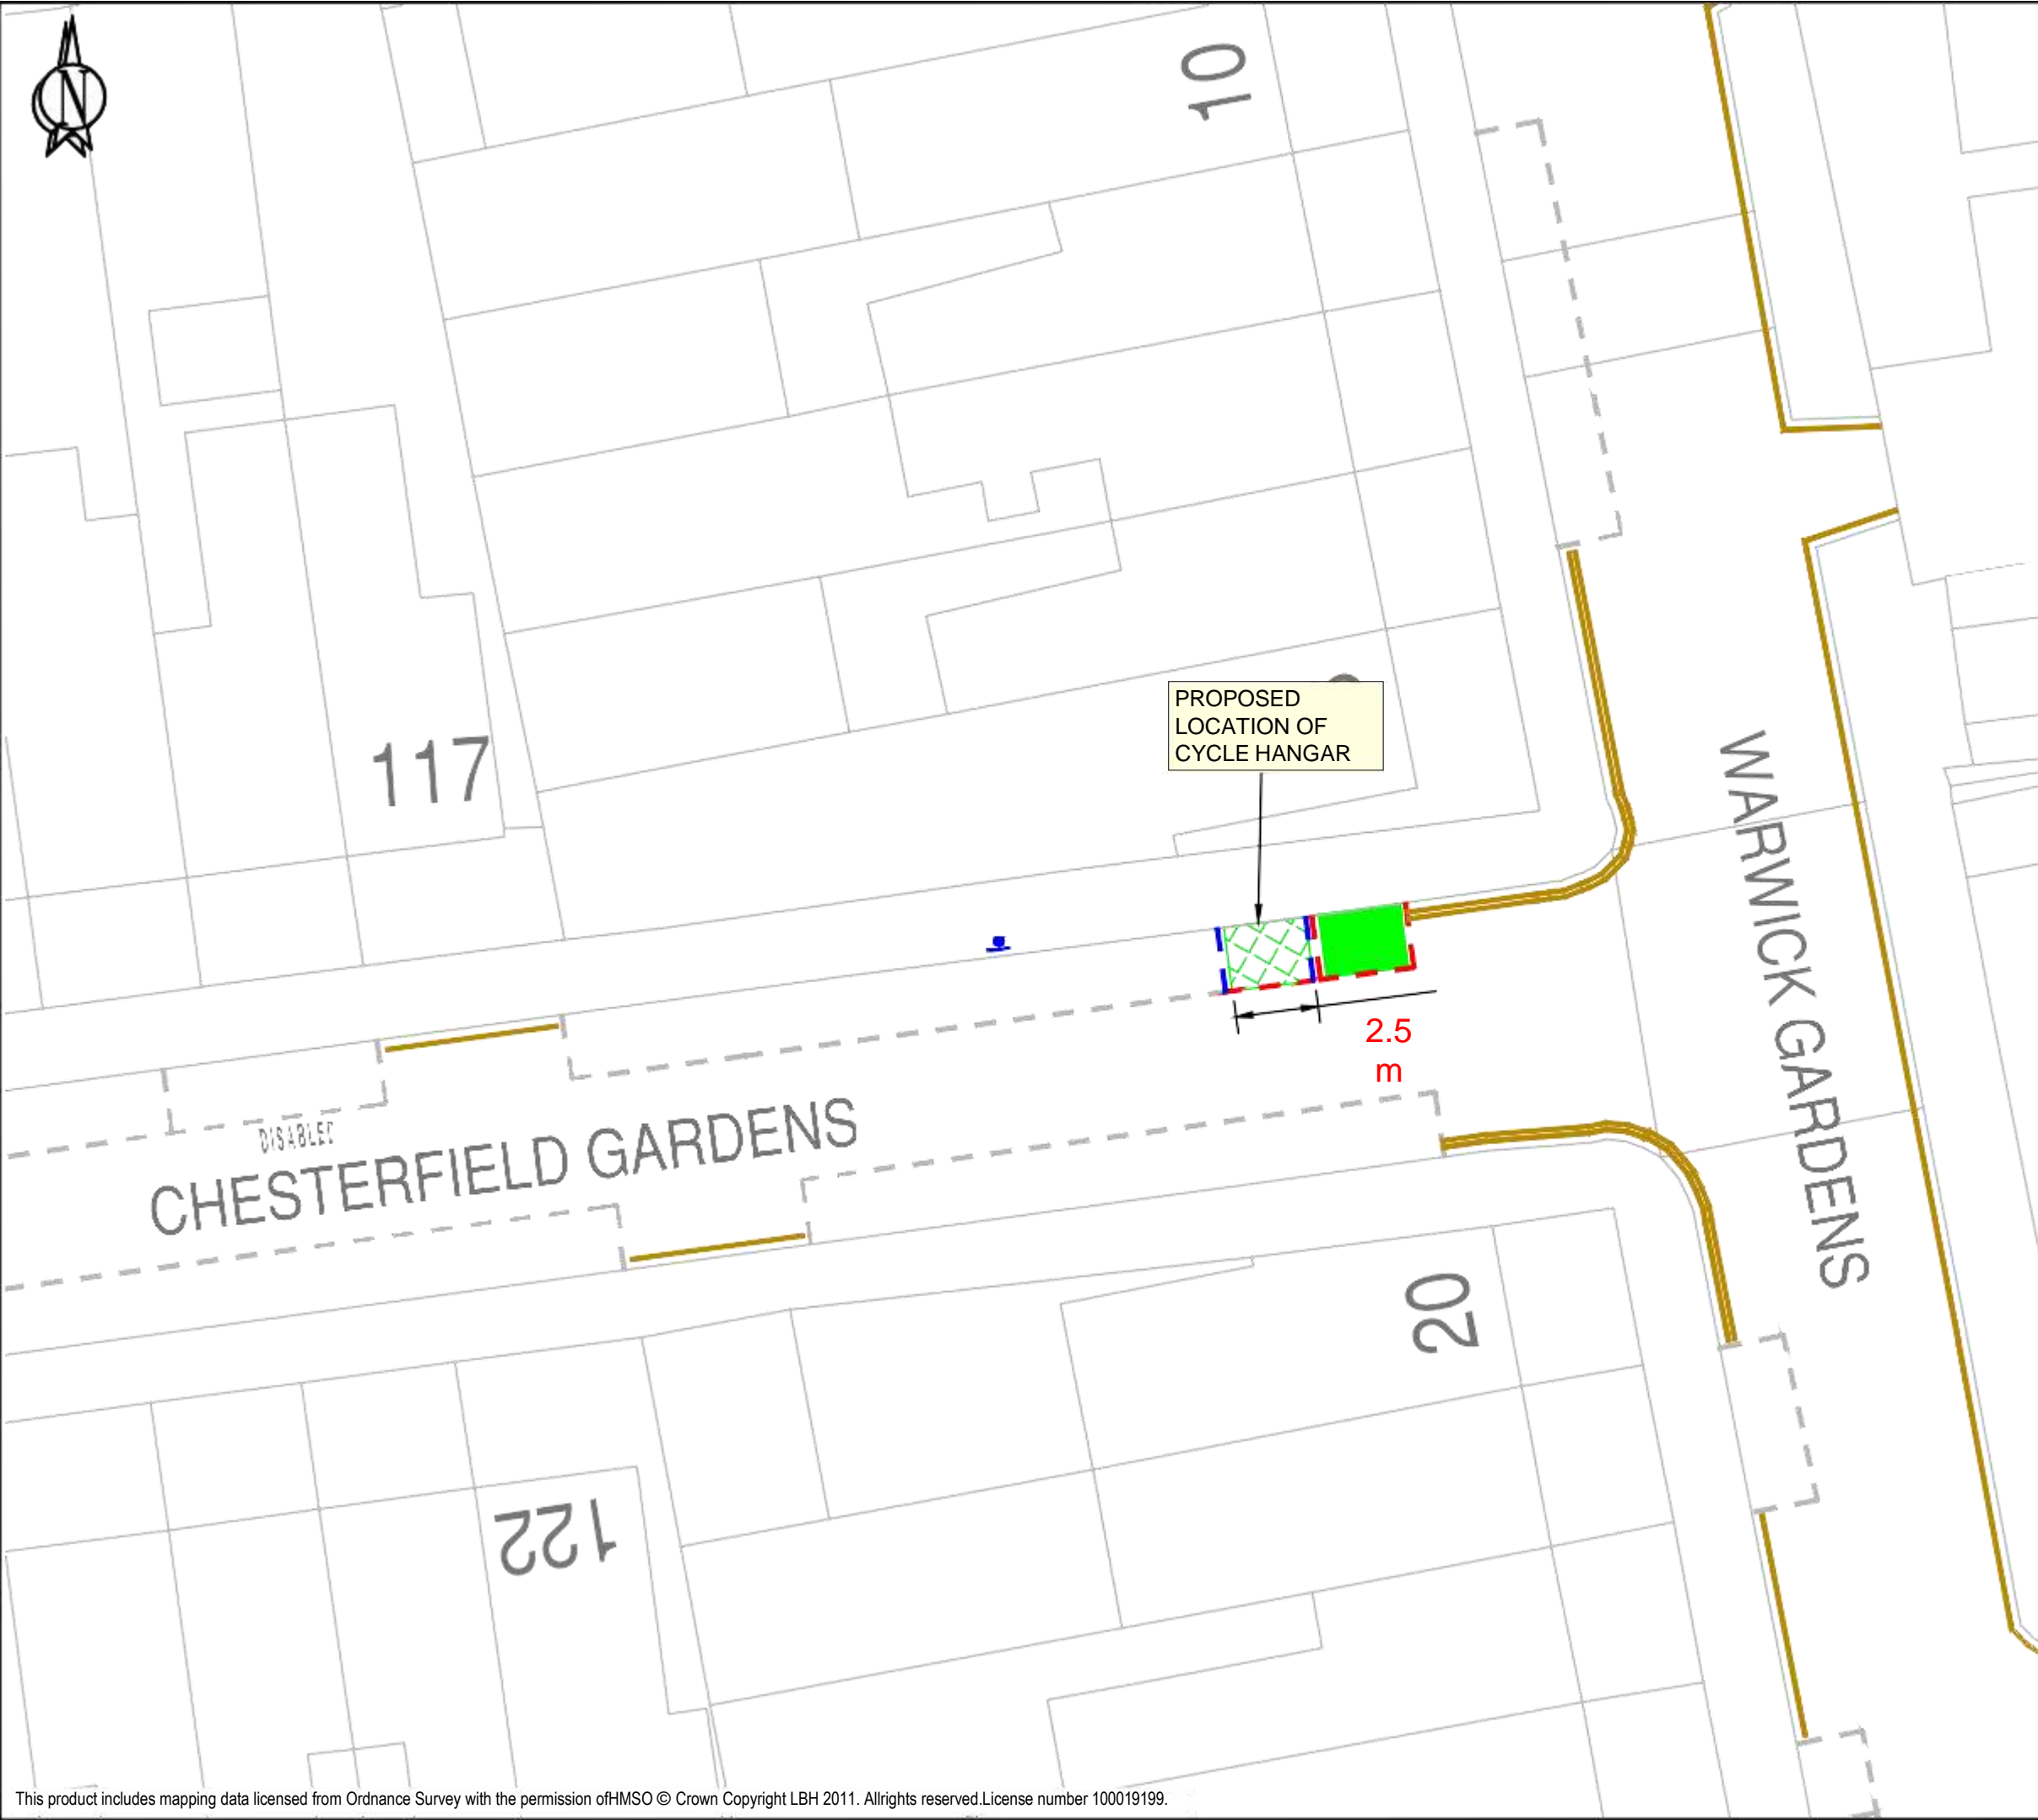 N
10
PROPOSED
LOCATION OF
CYCLE HANGAR
117
WARWICK GARDENS
2.5
m
DISABLED
CHESTERFIELD GARDENS
20
122
This product includes mapping data licensed from Ordnance Survey with the permission ofHMSO © Crown Copyright LBH 2011. Allrights reserved.License number 100019199.